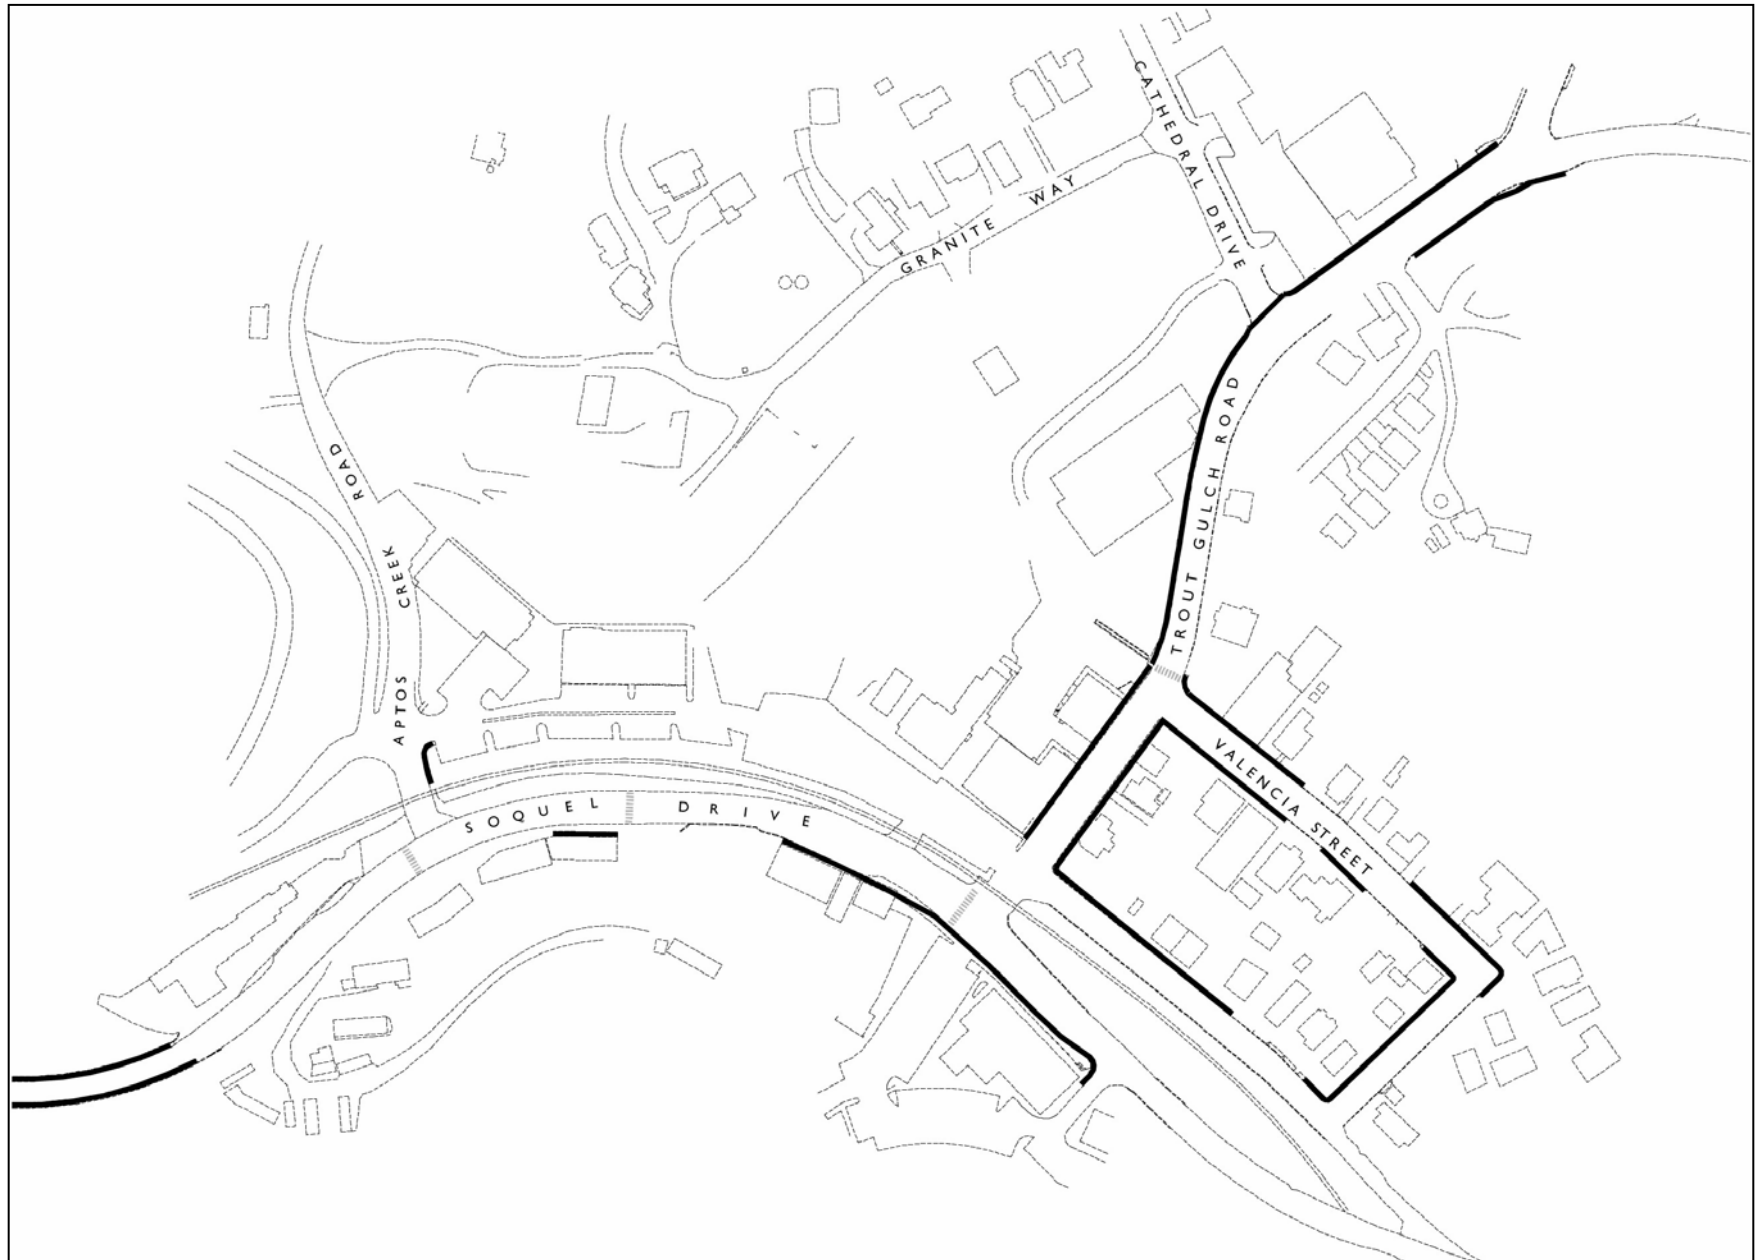 CATHEDRAL DRIVE
GRANITE WAY
TROUT GULCH ROAD
APTOS CREEK ROAD
VALENCIA STREET
SOQUEL DRIVE